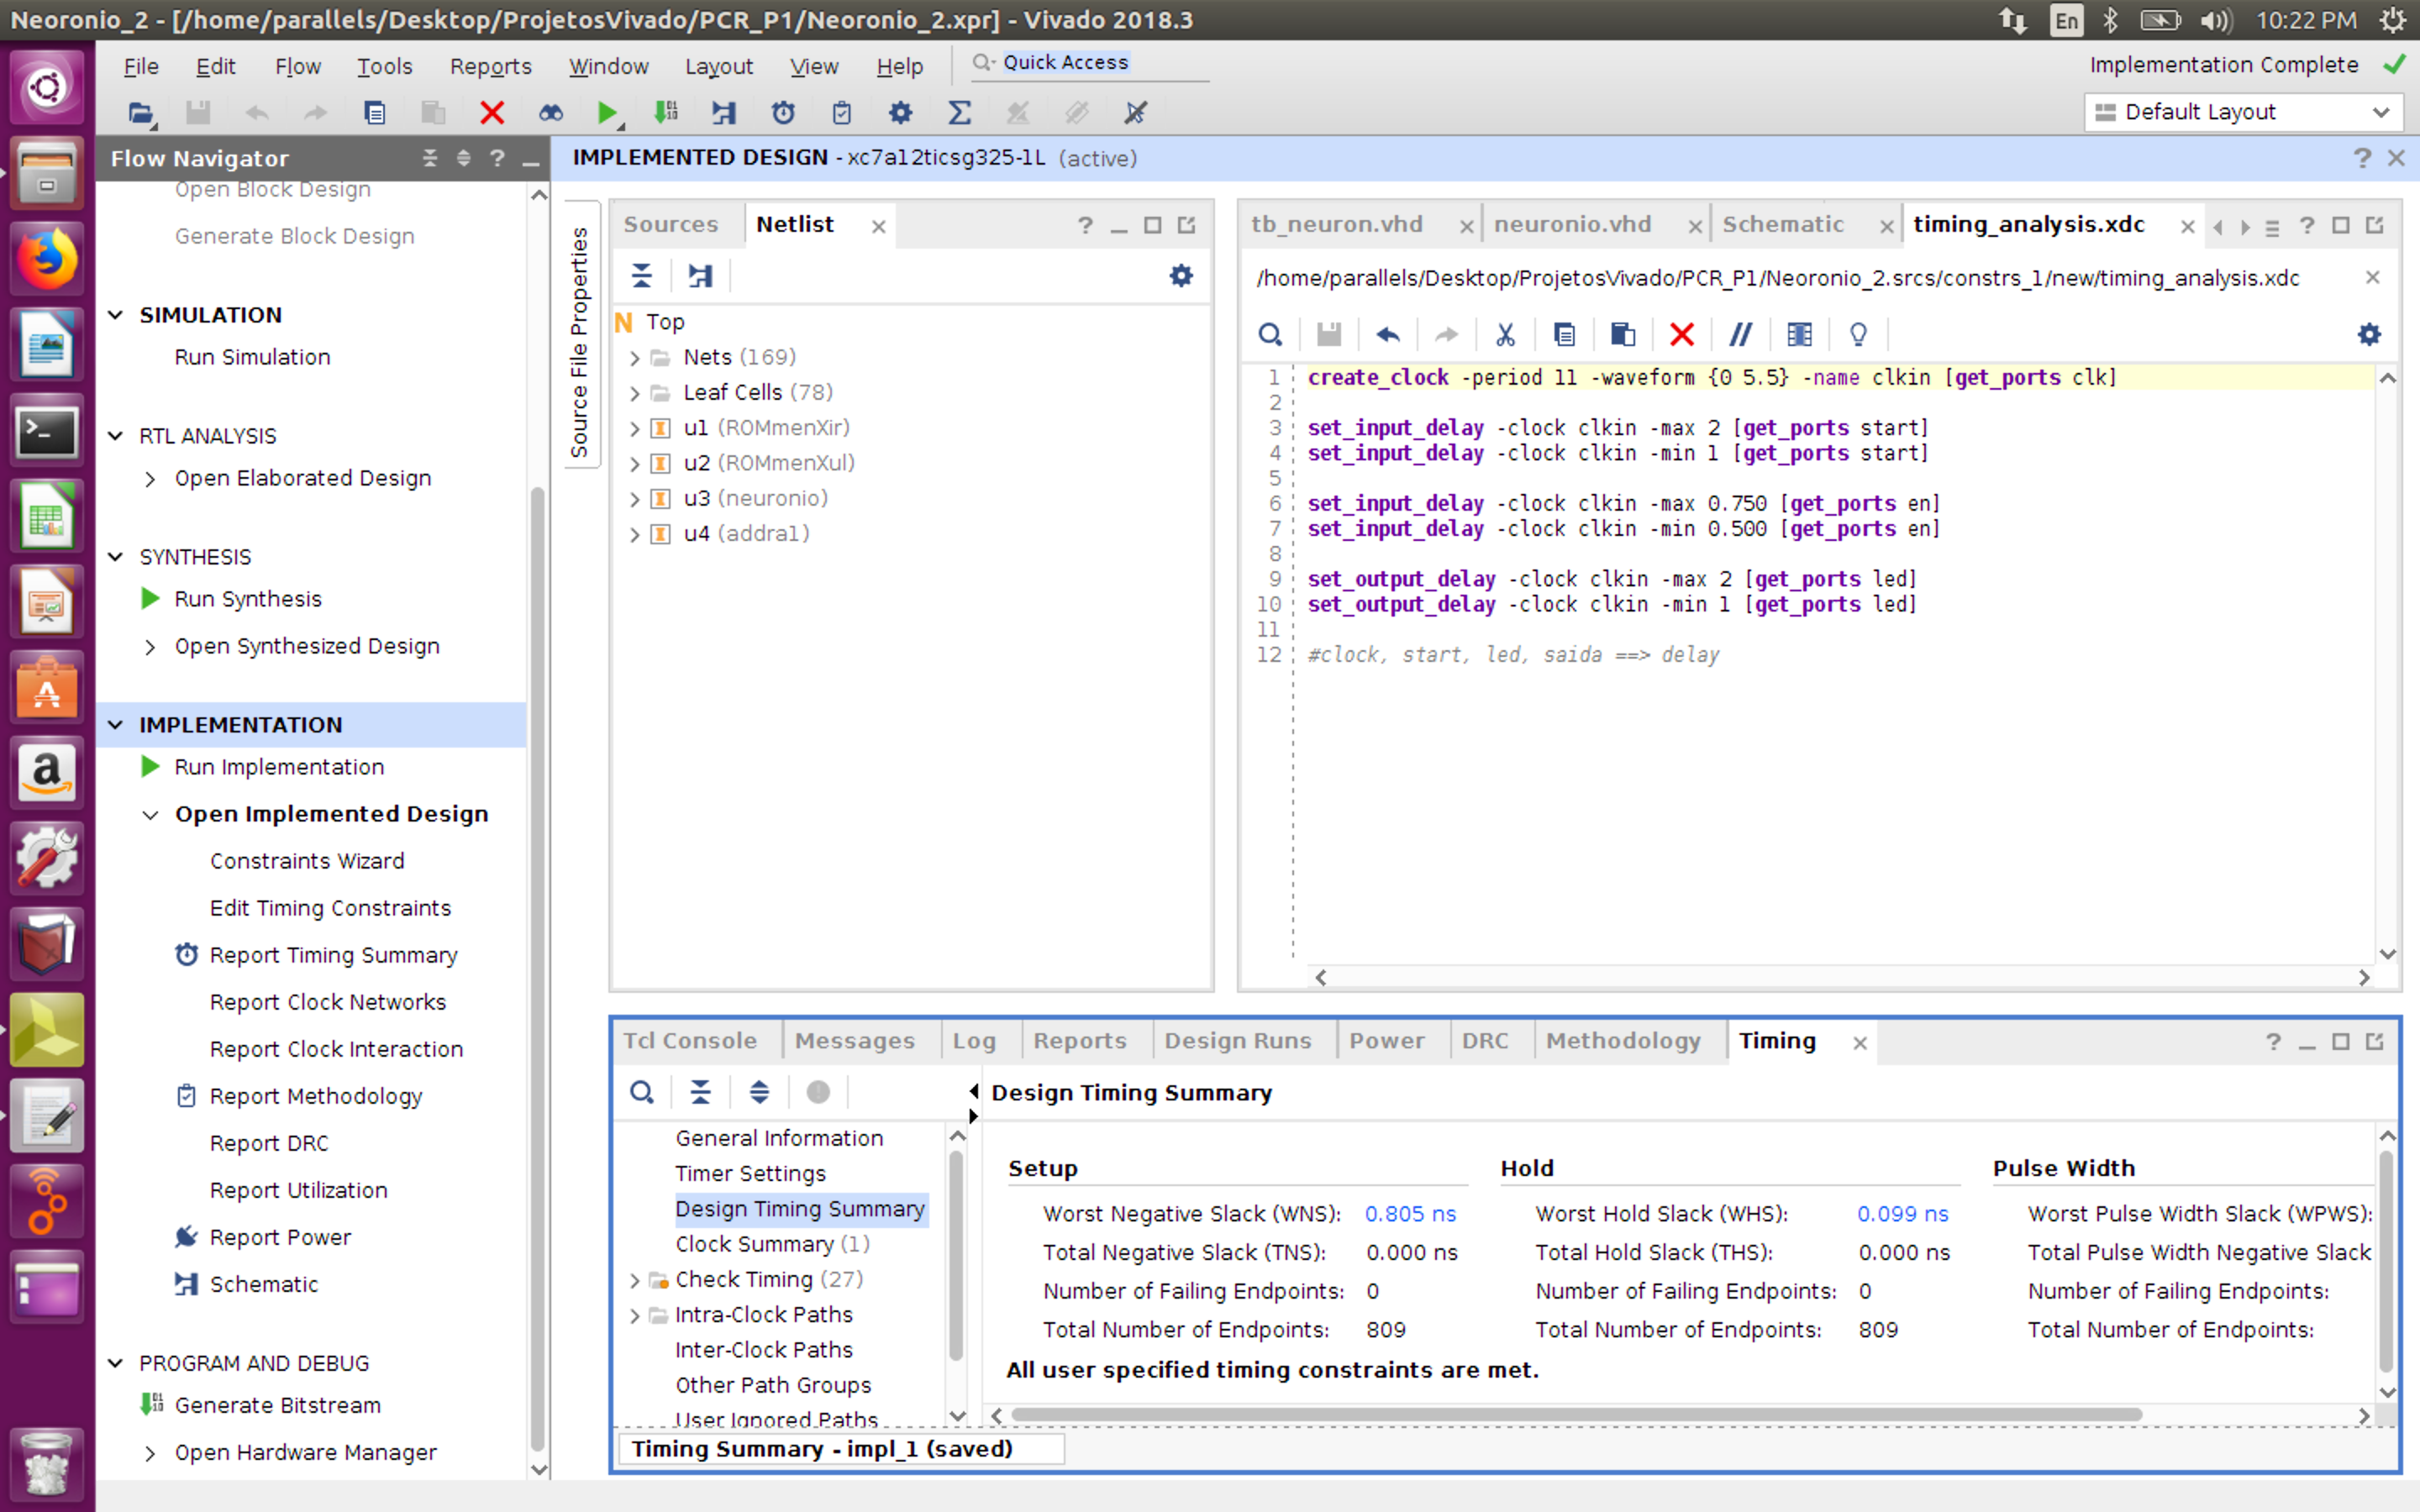 Neoronio_2 - [/home/parallels/Desktop/ProjetosVivado/PCR_P1/Neoronio_2.xpr] - Vivado 2018.3
En
10:22 PM
File Edit Flow Tools Reports Window Layout View Help
Quick Access
Implementation Complete
Default Layout
Flow Navigator
IMPLEMENTED DESIGN - xc7a12ticsg325-1L (active)
Open Block Design
Generate Block Design
SIMULATION
Run Simulation
RTL ANALYSIS
Open Elaborated Design
SYNTHESIS
Run Synthesis
Open Synthesized Design
IMPLEMENTATION
Run Implementation
Open Implemented Design
Constraints Wizard
Edit Timing Constraints
Report Timing Summary
Report Clock Networks
Report Clock Interaction
Report Methodology
Report DRC
Report Utilization
Report Power
Schematic
PROGRAM AND DEBUG
Generate Bitstream
Open Hardware Manager
Source File Properties
Sources Netlist
Top
Nets (169)
Leaf Cells (78)
u1 (ROMmenXir)
u2 (ROMmenXul)
u3 (neuronio)
u4 (addra1)
tb_neuron.vhd neuronio.vhd Schematic timing_analysis.xdc
/home/parallels/Desktop/ProjetosVivado/PCR_P1/Neoronio_2.srcs/constrs_1/new/timing_analysis.xdc
1 create_clock -period 11 -waveform {0 5.5} -name clkin [get_ports clk]
2
3 set_input_delay -clock clkin -max 2 [get_ports start]
4 set_input_delay -clock clkin -min 1 [get_ports start]
5
6 set_input_delay -clock clkin -max 0.750 [get_ports en]
7 set_input_delay -clock clkin -min 0.500 [get_ports en]
8
9 set_output_delay -clock clkin -max 2 [get_ports led]
10 set_output_delay -clock clkin -min 1 [get_ports led]
11
12 #clock, start, led, saida ==> delay
Tcl Console Messages Log Reports Design Runs Power DRC Methodology Timing
General Information
Timer Settings
Design Timing Summary
Clock Summary (1)
Check Timing (27)
Intra-Clock Paths
Inter-Clock Paths
Other Path Groups
User Ignored Paths
Design Timing Summary
Setup Hold Pulse Width
Worst Negative Slack (WNS): 0.805 ns Worst Hold Slack (WHS): 0.099 ns Worst Pulse Width Slack (WPWS):
Total Negative Slack (TNS): 0.000 ns Total Hold Slack (THS): 0.000 ns Total Pulse Width Negative Slack
Number of Failing Endpoints: 0 Number of Failing Endpoints: 0 Number of Failing Endpoints:
Total Number of Endpoints: 809 Total Number of Endpoints: 809 Total Number of Endpoints:
All user specified timing constraints are met.
Timing Summary - impl_1 (saved)